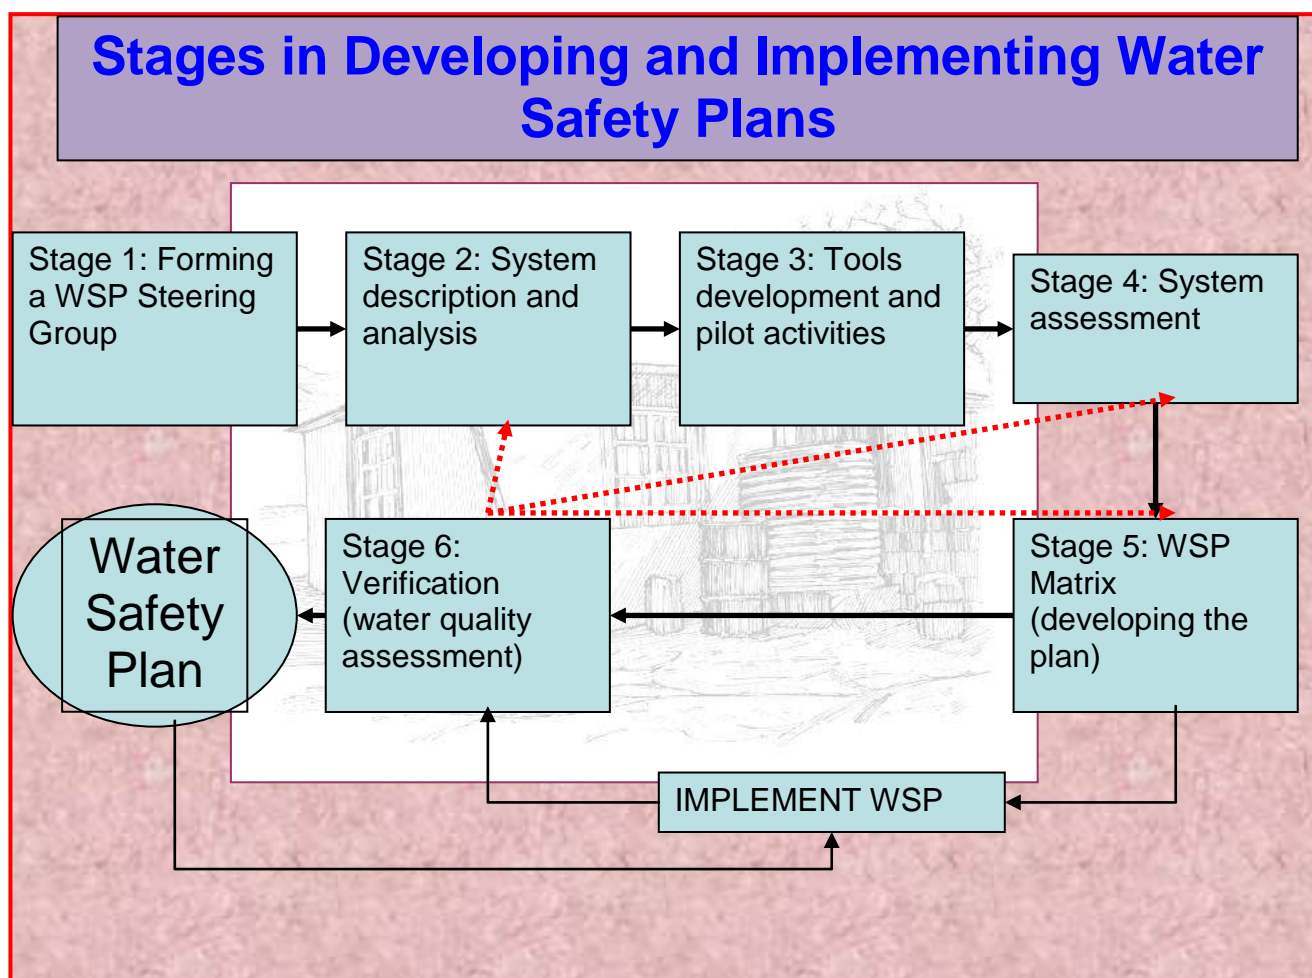 Stages in Developing and Implementing Water
Safety Plans
Stage 1: Forming
a WSP Steering
Group
Stage 2: System
description and
analysis
Stage 3: Tools
development and
pilot activities
Stage 4: System
assessment
Water
Safety
Plan
Stage 6:
Verification
(water quality
assessment)
Stage 5: WSP
Matrix
(developing the
plan)
IMPLEMENT WSP